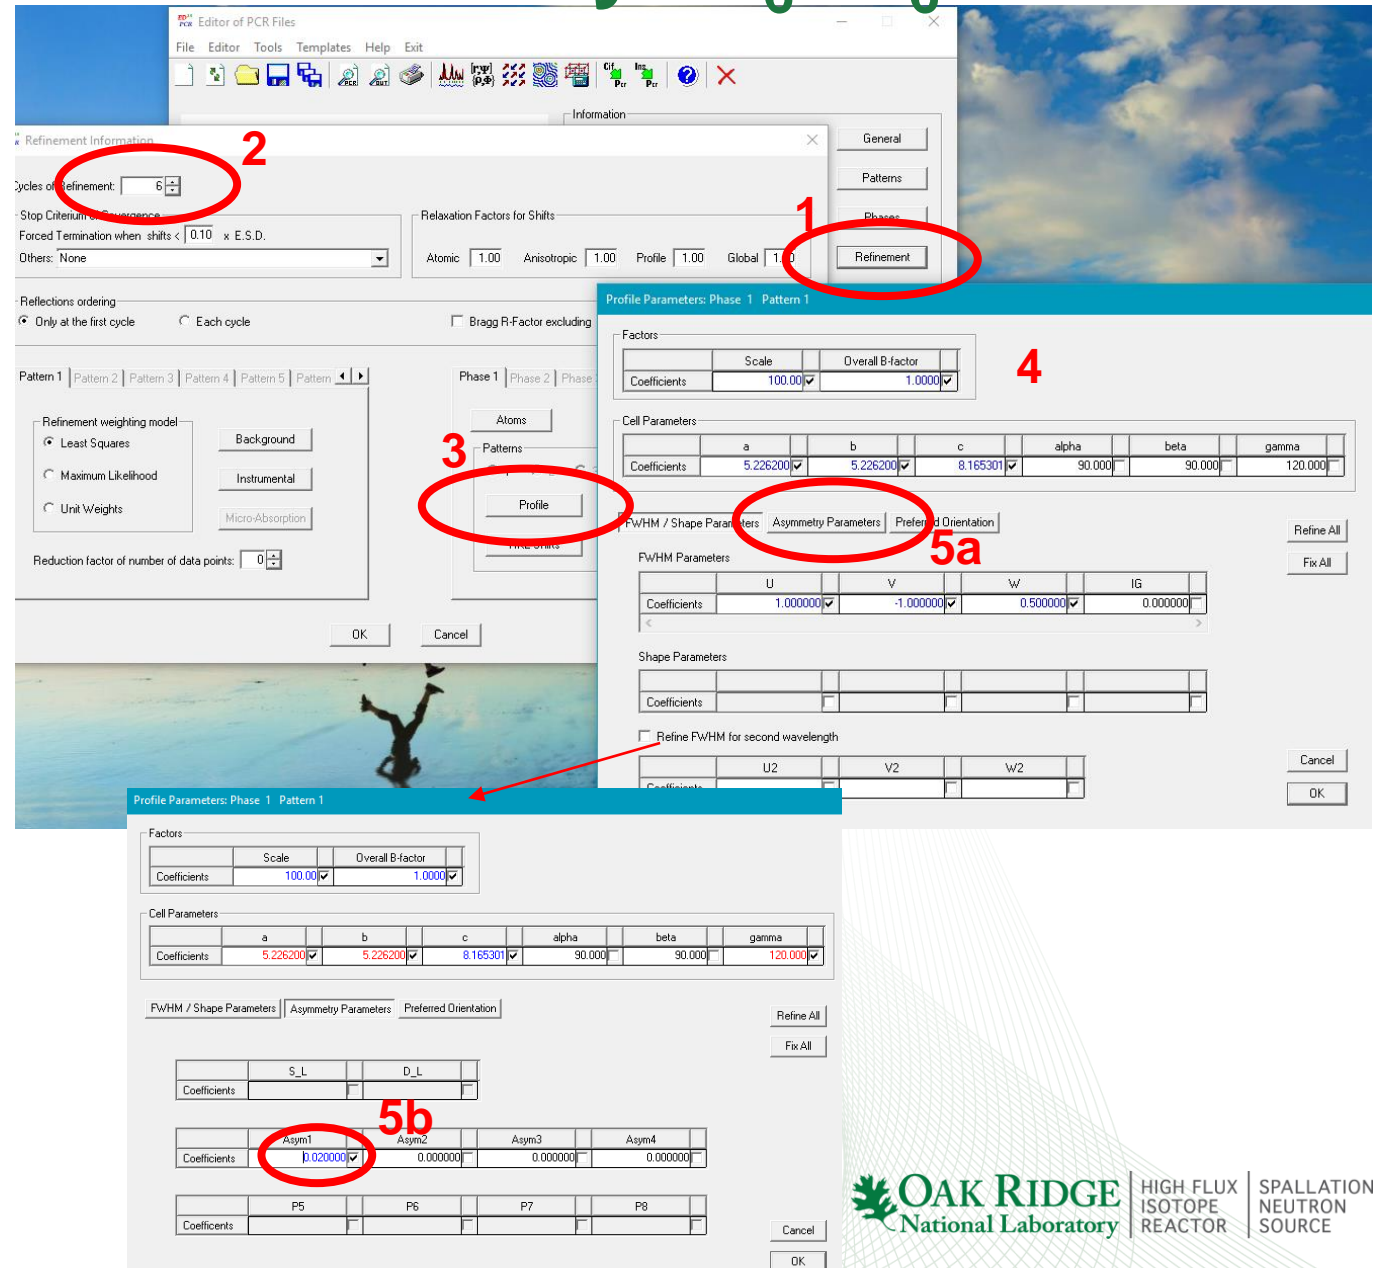 Editor of PCR Files
File Editor Tools Templates Help Exit
Information
General
Patterns
Phases
Refinement
1
Refinement Information
2
Cycles of Refinement: 6
Stop Criterium of Covergence
Forced Termination when shifts < 0.10 x E.S.D.
Others: None
Relaxation Factors for Shifts
Atomic 1.00 Anisotropic 1.00 Profile 1.00 Global 1.00
Reflections ordering
Only at the first cycle Each cycle
Bragg R-Factor excluding
Pattern 1 Pattern 2 Pattern 3 Pattern 4 Pattern 5 Pattern
Refinement weighting model
Least Squares
Maximum Likelihood
Unit Weights
Background
Instrumental
Micro-Absorption
Reduction factor of number of data points: 0
Phase 1 Phase 2 Phase
Atoms
3
Patterns
Profile
HKL Shifts
OK Cancel
Profile Parameters: Phase 1 Pattern 1
4
Factors
Scale Overall B-factor
Coefficients 100.00 1.0000
Cell Parameters
a b c alpha beta gamma
Coefficients 5.226200 5.226200 8.165301 90.000 90.000 120.000
FWHM / Shape Parameters Asymmetry Parameters Preferred Orientation
5a
Refine All
Fix All
FWHM Parameters
U V W IG
Coefficients 1.000000 -1.000000 0.500000 0.000000
Shape Parameters
Coefficients
Refine FWHM for second wavelength
U2 V2 W2
Coefficients
Cancel
OK
Profile Parameters: Phase 1 Pattern 1
Factors
Scale Overall B-factor
Coefficients 100.00 1.0000
Cell Parameters
a b c alpha beta gamma
Coefficients 5.226200 5.226200 8.165301 90.000 90.000 120.000
FWHM / Shape Parameters Asymmetry Parameters Preferred Orientation
Refine All
Fix All
S_L D_L
Coefficients
5b
Asym1 Asym2 Asym3 Asym4
Coefficients 0.020000 0.000000 0.000000 0.000000
P5 P6 P7 P8
Coefficents
Cancel
OK
OAK RIDGE
National Laboratory
HIGH FLUX
ISOTOPE
REACTOR
SPALLATION
NEUTRON
SOURCE